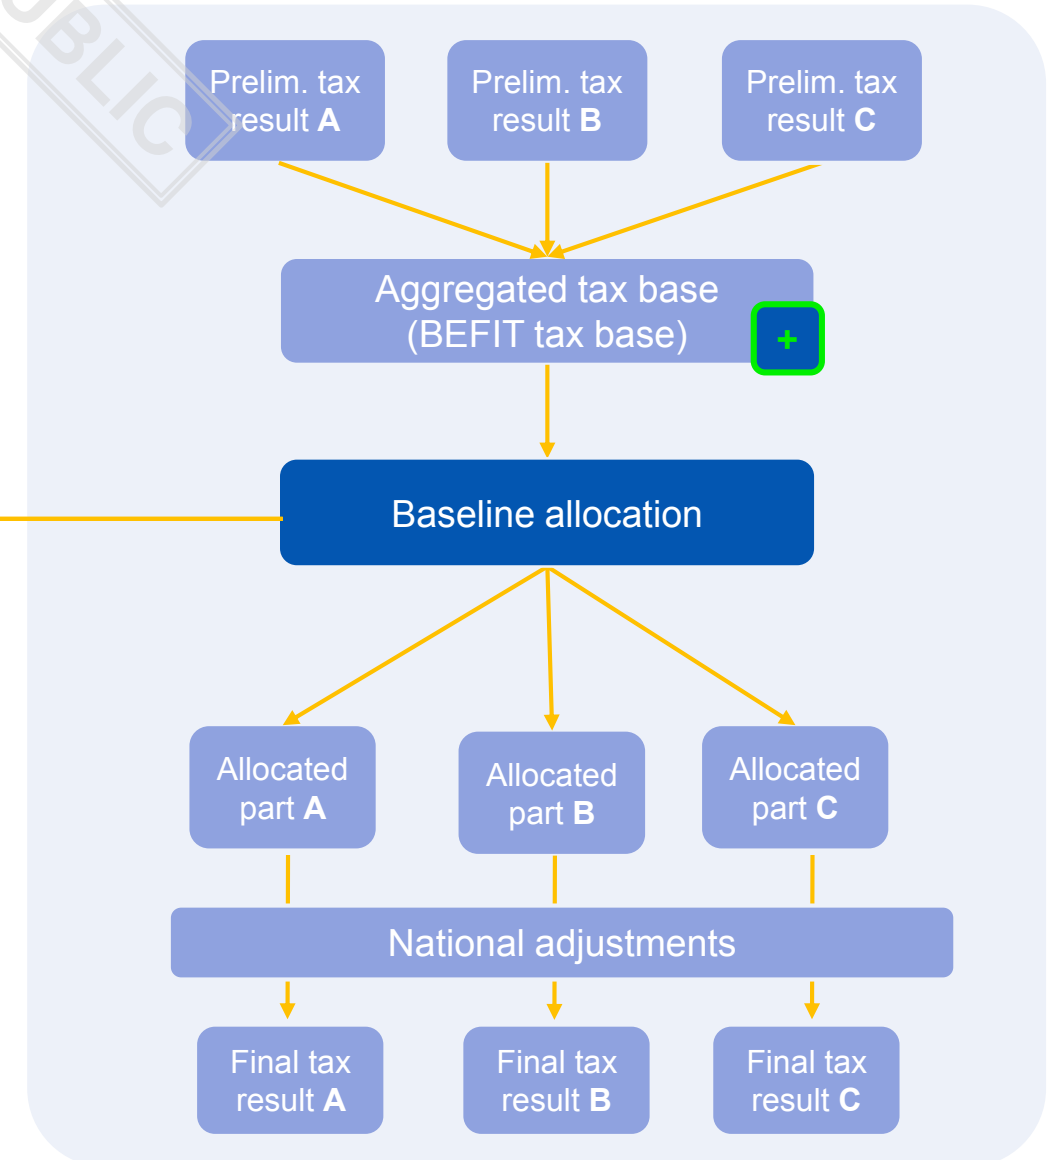 Prelim. tax
result A
Prelim. tax
result B
Prelim. tax
result C
Aggregated tax base
(BEFIT tax base)
+
Baseline allocation
Allocated
part A
Allocated
part B
Allocated
part C
National adjustments
Final tax
result A
Final tax
result B
Final tax
result C